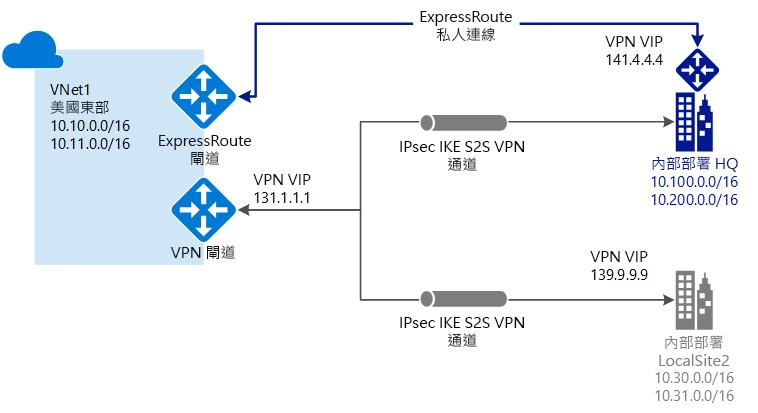 ExpressRoute
私人連線
VPN VIP
141.4.4.4
VNet1
美國東部
10.10.0.0/16
10.11.0.0/16
ExpressRoute
閘道
IPsec IKE S2S VPN
通道
內部部署 HQ
10.100.0.0/16
10.200.0.0/16
VPN VIP
131.1.1.1
VPN 閘道
VPN VIP
139.9.9.9
IPsec IKE S2S VPN
通道
內部部署
LocalSite2
10.30.0.0/16
10.31.0.0/16